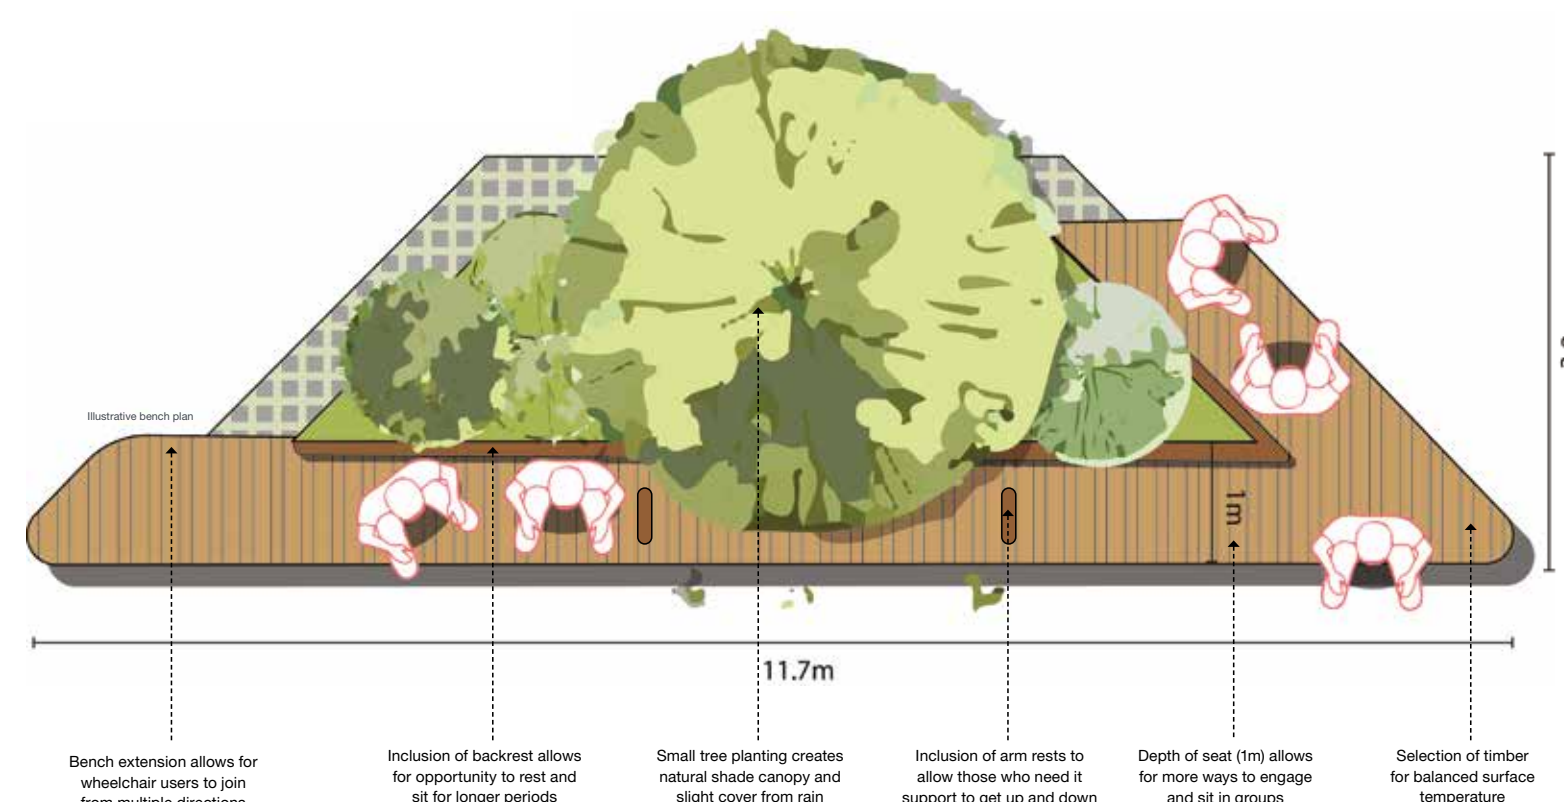 Illustrative bench plan
1m
11.7m
Bench extension allows for
wheelchair users to join
from multiple directions
Inclusion of backrest allows
for opportunity to rest and
sit for longer periods
Small tree planting creates
natural shade canopy and
slight cover from rain
Inclusion of arm rests to
allow those who need it
support to get up and down
Depth of seat (1m) allows
for more ways to engage
and sit in groups
Selection of timber
for balanced surface
temperature